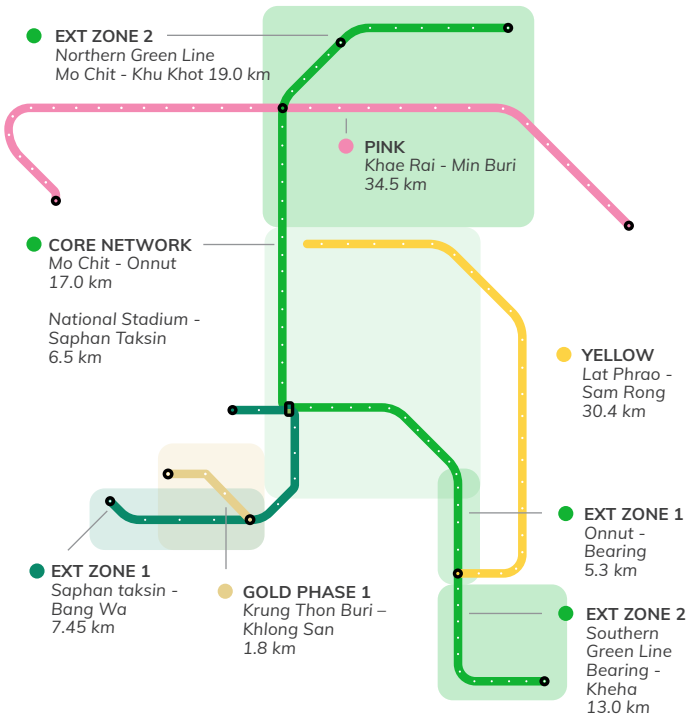 EXT ZONE 2
Northern Green Line
Mo Chit - Khu Khot 19.0 km
PINK
Khae Rai - Min Buri
34.5 km
CORE NETWORK
Mo Chit - Onnut
17.0 km
National Stadium -
Saphan Taksin
6.5 km
YELLOW
Lat Phrao -
Sam Rong
30.4 km
EXT ZONE 1
Onnut -
Bearing
5.3 km
EXT ZONE 1
Saphan taksin -
Bang Wa
7.45 km
GOLD PHASE 1
Krung Thon Buri –
Khlong San
1.8 km
EXT ZONE 2
Southern
Green Line
Bearing -
Kheha
13.0 km